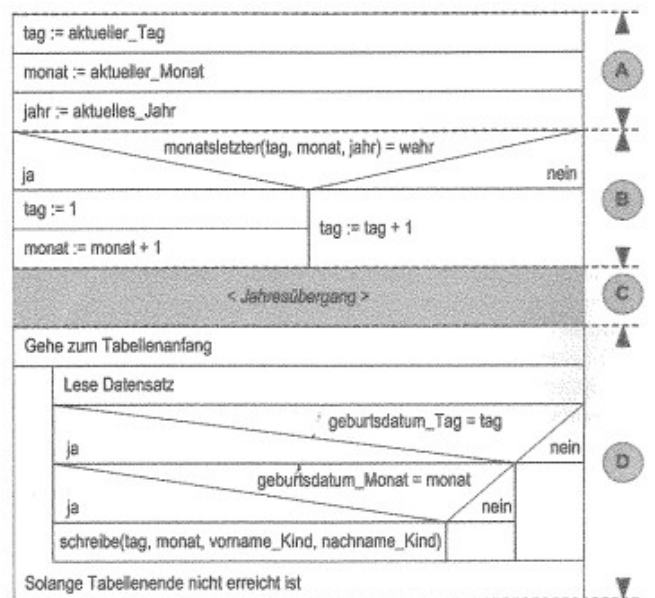 tag := aktueller_Tag
monat := aktueller_Monat
A
jahr := aktuelles_Jahr
monatsletzter(tag, monat, jahr) = wahr
ja
nein
B
tag := 1
tag := tag + 1
monat := monat + 1
< Jahresübergang >
C
Gehe zum Tabellenanfang
Lese Datensatz
geburtsdatum_Tag = tag
ja
nein
D
geburtsdatum_Monat = monat
ja
nein
schreibe(tag, monat, vorname_Kind, nachname_Kind)
Solange Tabellenende nicht erreicht ist